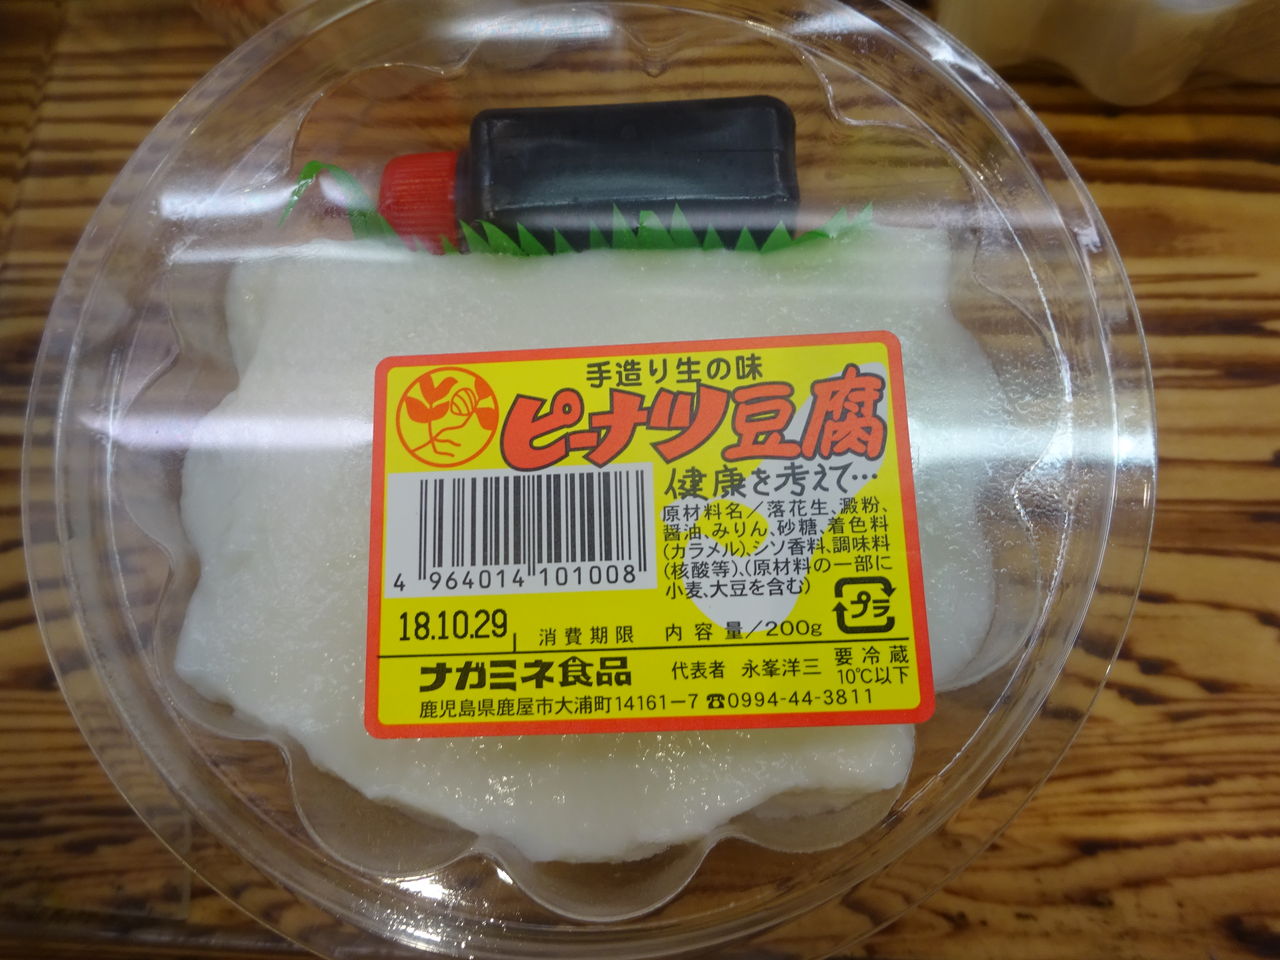 手造り生の味
ピーナツ豆腐
健康を考えて…
原材料名／落花生、澱粉、
醤油、みりん、砂糖、着色料
(カラメル)、シソ香料、調味料
(核酸等)、(原材料の一部に
小麦、大豆を含む)
4 964014 101008
プラ
18.10.29
消費期限 内容量／200g
ナガミネ食品 代表者 永峯洋三
要冷蔵
10℃以下
鹿児島県鹿屋市大浦町14161−7 ☎0994-44-3811